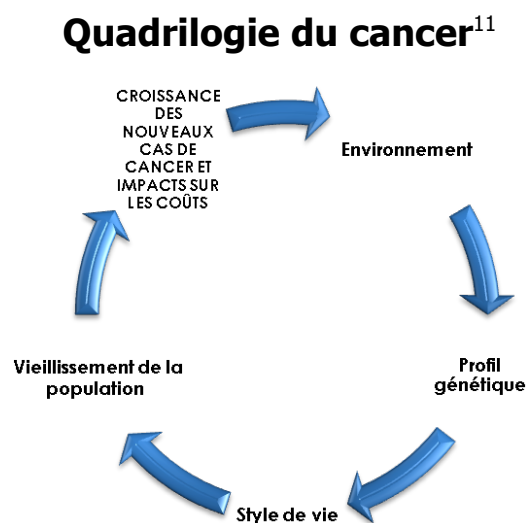 Quadrilogie du cancer11
CROISSANCE
DES
NOUVEAUX
CAS DE
CANCER ET
IMPACTS SUR
LES COÛTS
Environnement
Profil
génétique
Style de vie
Vieillissement de la
population